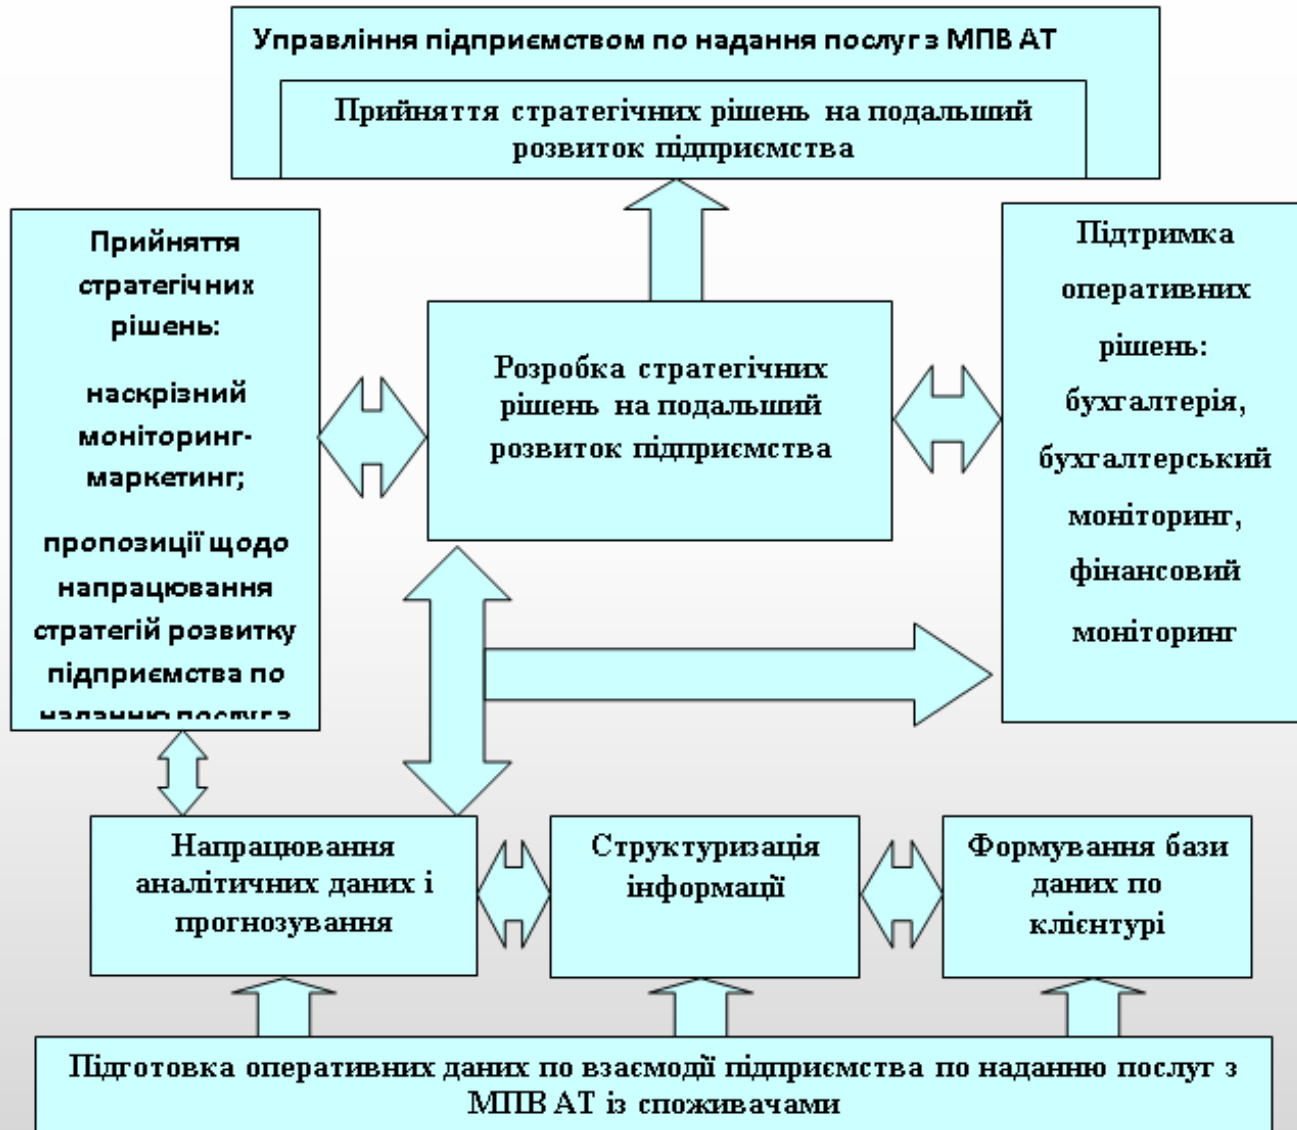 Управління підприємством по надання послуг з МПВ АТ
Прийняття стратегічних рішень на подальший
розвиток підприємства
Прийняття
стратегічних
рішень:
наскрізний
моніторинг-
маркетинг;
пропозиції щодо
напрацювання
стратегій розвитку
підприємства по
наданню послуг з
Розробка стратегічних
рішень на подальший
розвиток підприємства
Підтримка
оперативних
рішень:
бухгалтерія,
бухгалтерський
моніторинг,
фінансовий
моніторинг
Напрацювання
аналітичних даних і
прогнозування
Структуризація
інформації
Формування бази
даних по
клієнтурі
Підготовка оперативних даних по взаємодії підприємства по наданню послуг з
МПВ АТ із споживачами